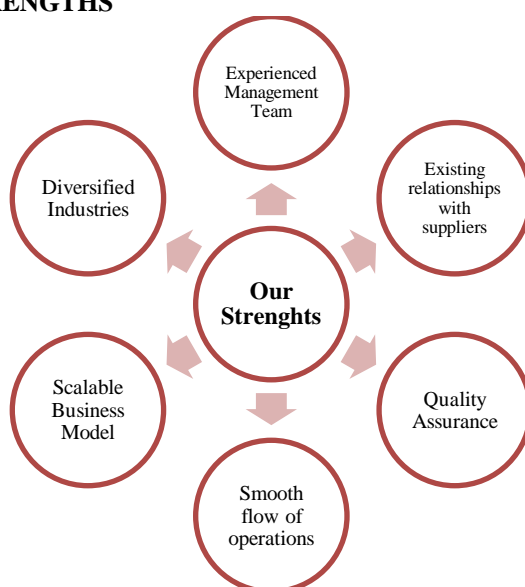 RENGTHS
Experienced
Management
Team
Existing
relationships
with
suppliers
Diversified
Industries
Our
Strenghts
Scalable
Business
Model
Quality
Assurance
Smooth
flow of
operations